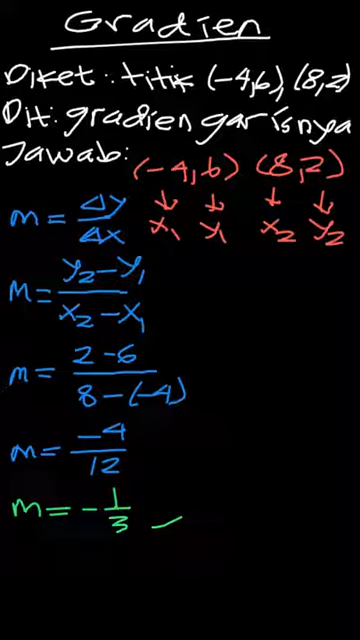 Gradien
Diket : titik (-4,6), (8,2)
Dit: gradien garisnya
Jawab:
(-4, 6) (8, 2)
↓ ↓ ↓ ↓
x₁ y₁ x₂ y₂
m = Δy/Δx
m = y₂ - y₁ / x₂ - x₁
m = 2 - 6 / 8 - (-4)
m = -4/12
m = - 1/3 ✓